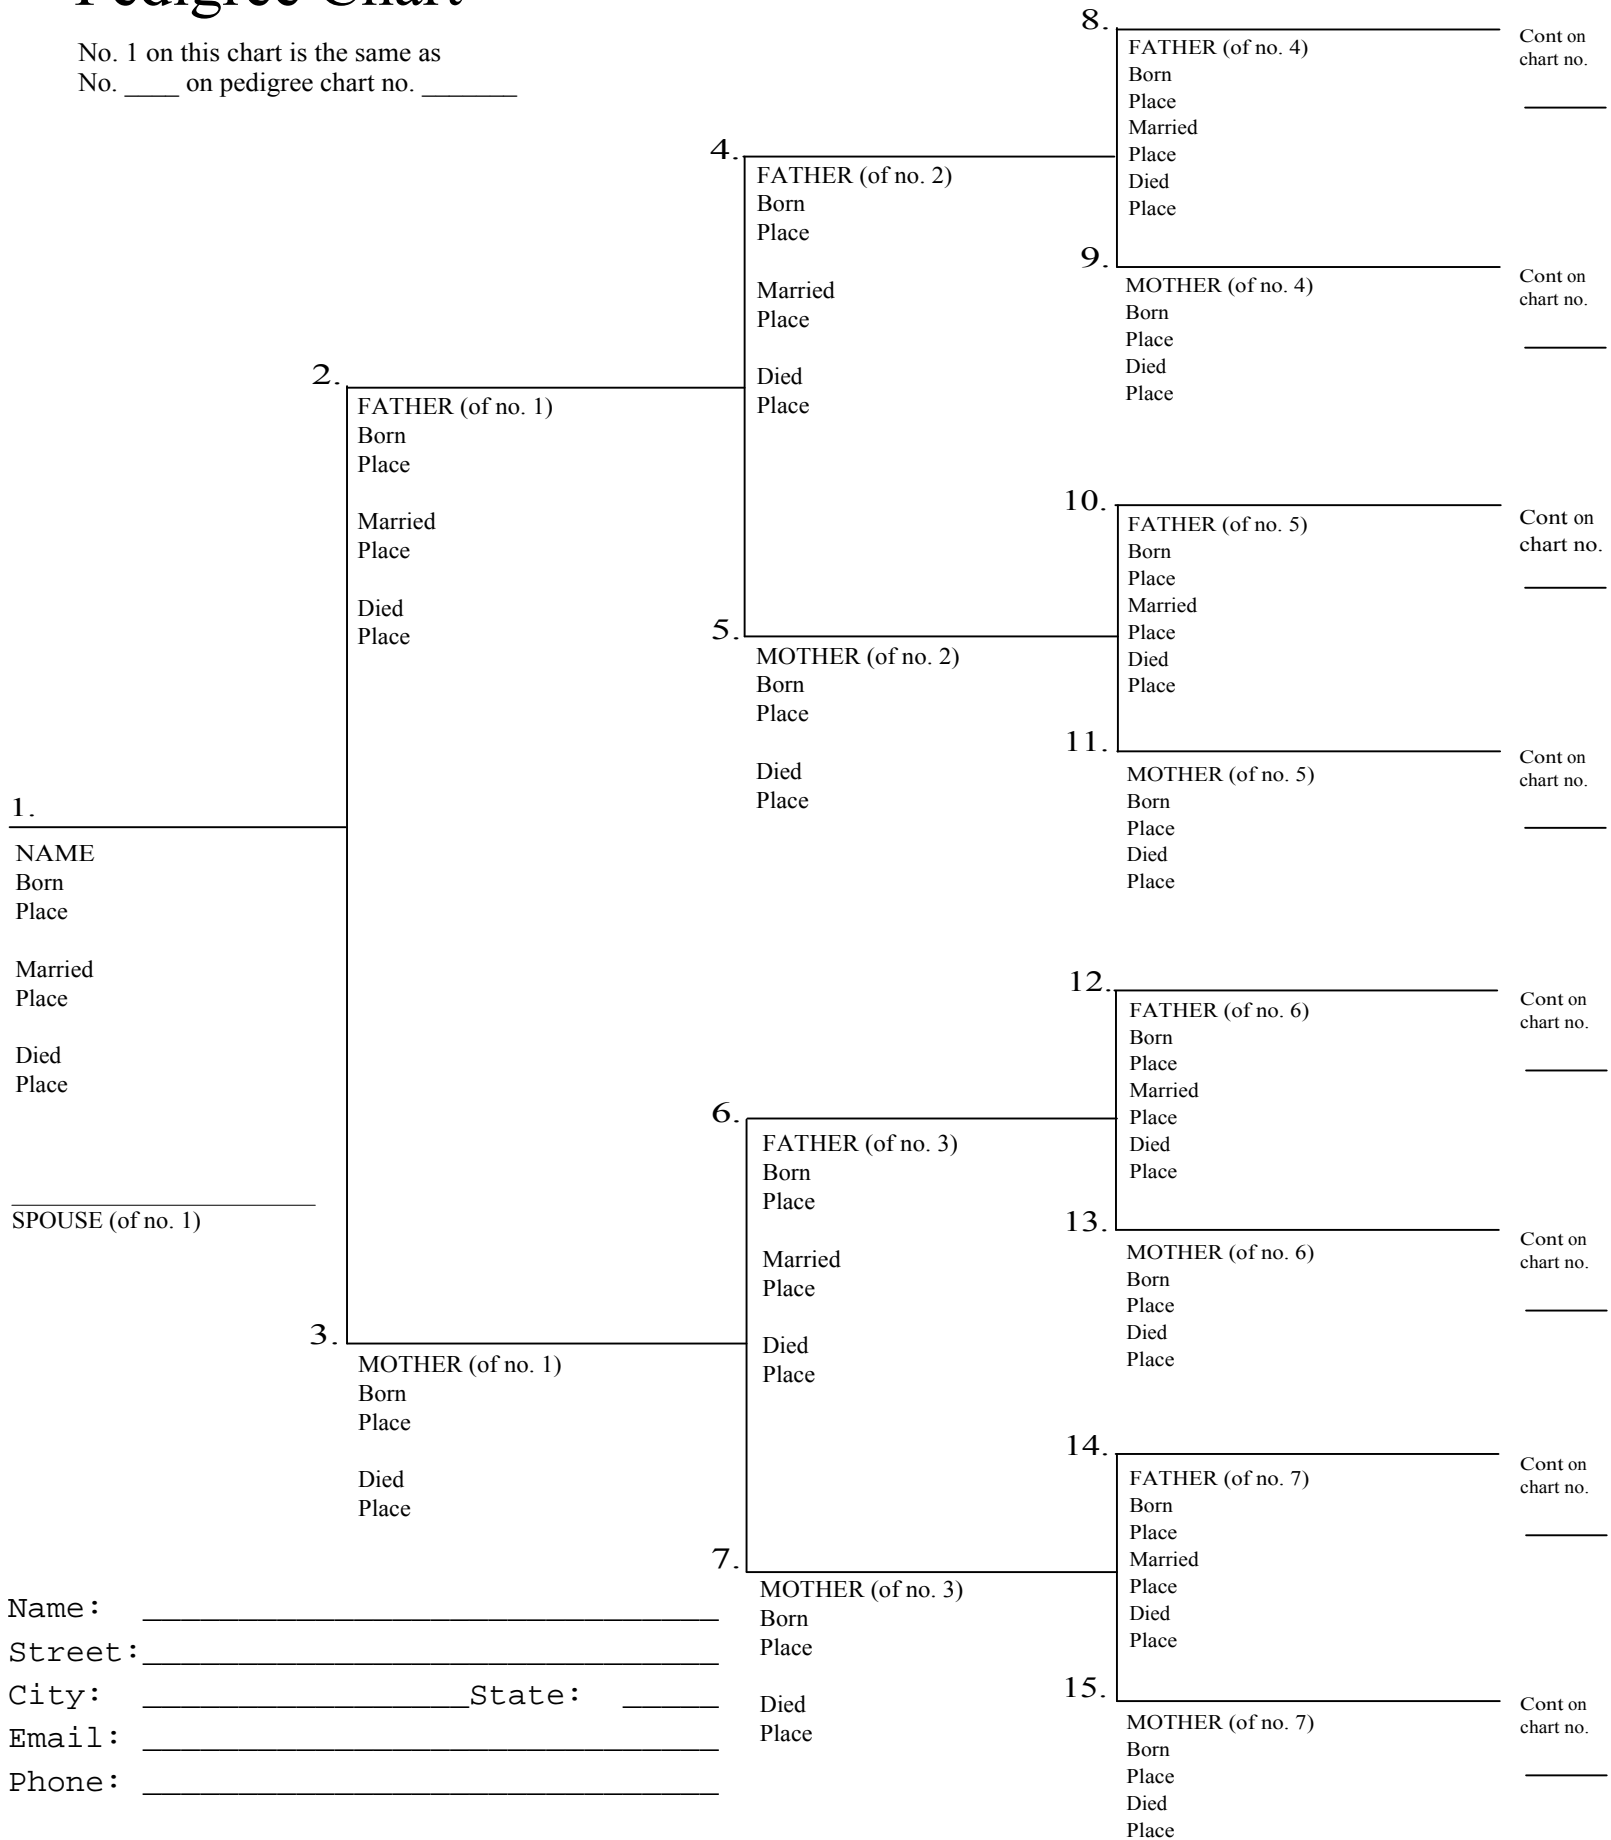 Pedigree Chart
No. 1 on this chart is the same as
No. ____ on pedigree chart no. _______
1.
NAME
Born
Place
Married
Place
Died
Place
SPOUSE (of no. 1)
2.
FATHER (of no. 1)
Born
Place
Married
Place
Died
Place
3.
MOTHER (of no. 1)
Born
Place
Died
Place
4.
FATHER (of no. 2)
Born
Place
Married
Place
Died
Place
5.
MOTHER (of no. 2)
Born
Place
Died
Place
6.
FATHER (of no. 3)
Born
Place
Married
Place
Died
Place
7.
MOTHER (of no. 3)
Born
Place
Died
Place
8.
FATHER (of no. 4)
Born
Place
Married
Place
Died
Place
Cont on
chart no.
9.
MOTHER (of no. 4)
Born
Place
Died
Place
Cont on
chart no.
10.
FATHER (of no. 5)
Born
Place
Married
Place
Died
Place
Cont on
chart no.
11.
MOTHER (of no. 5)
Born
Place
Died
Place
Cont on
chart no.
12.
FATHER (of no. 6)
Born
Place
Married
Place
Died
Place
Cont on
chart no.
13.
MOTHER (of no. 6)
Born
Place
Died
Place
Cont on
chart no.
14.
FATHER (of no. 7)
Born
Place
Married
Place
Died
Place
Cont on
chart no.
15.
MOTHER (of no. 7)
Born
Place
Died
Place
Cont on
chart no.
Name: ______________________________
Street:______________________________
City: _________________State: _____
Email: ______________________________
Phone: ______________________________